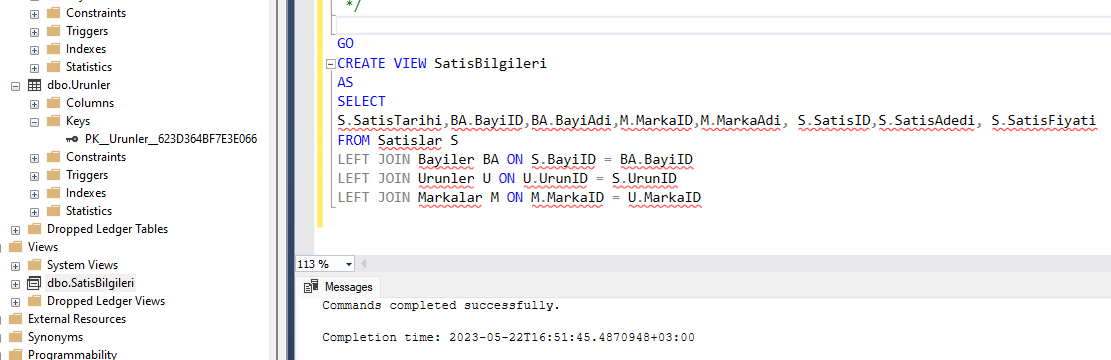 Constraints
Triggers
Indexes
Statistics
dbo.Urunler
Columns
Keys
PK__Urunler__623D364BF7E3E066
Constraints
Triggers
Indexes
Statistics
Dropped Ledger Tables
Views
System Views
dbo.SatisBilgileri
Dropped Ledger Views
External Resources
Synonyms
Programmability
*/
GO
CREATE VIEW SatisBilgileri
AS
SELECT
S.SatisTarihi,BA.BayiID,BA.BayiAdi,M.MarkaID,M.MarkaAdi, S.SatisID,S.SatisAdedi, S.SatisFiyati
FROM Satislar S
LEFT JOIN Bayiler BA ON S.BayiID = BA.BayiID
LEFT JOIN Urunler U ON U.UrunID = S.UrunID
LEFT JOIN Markalar M ON M.MarkaID = U.MarkaID
113 %
Messages
Commands completed successfully.
Completion time: 2023-05-22T16:51:45.4870948+03:00